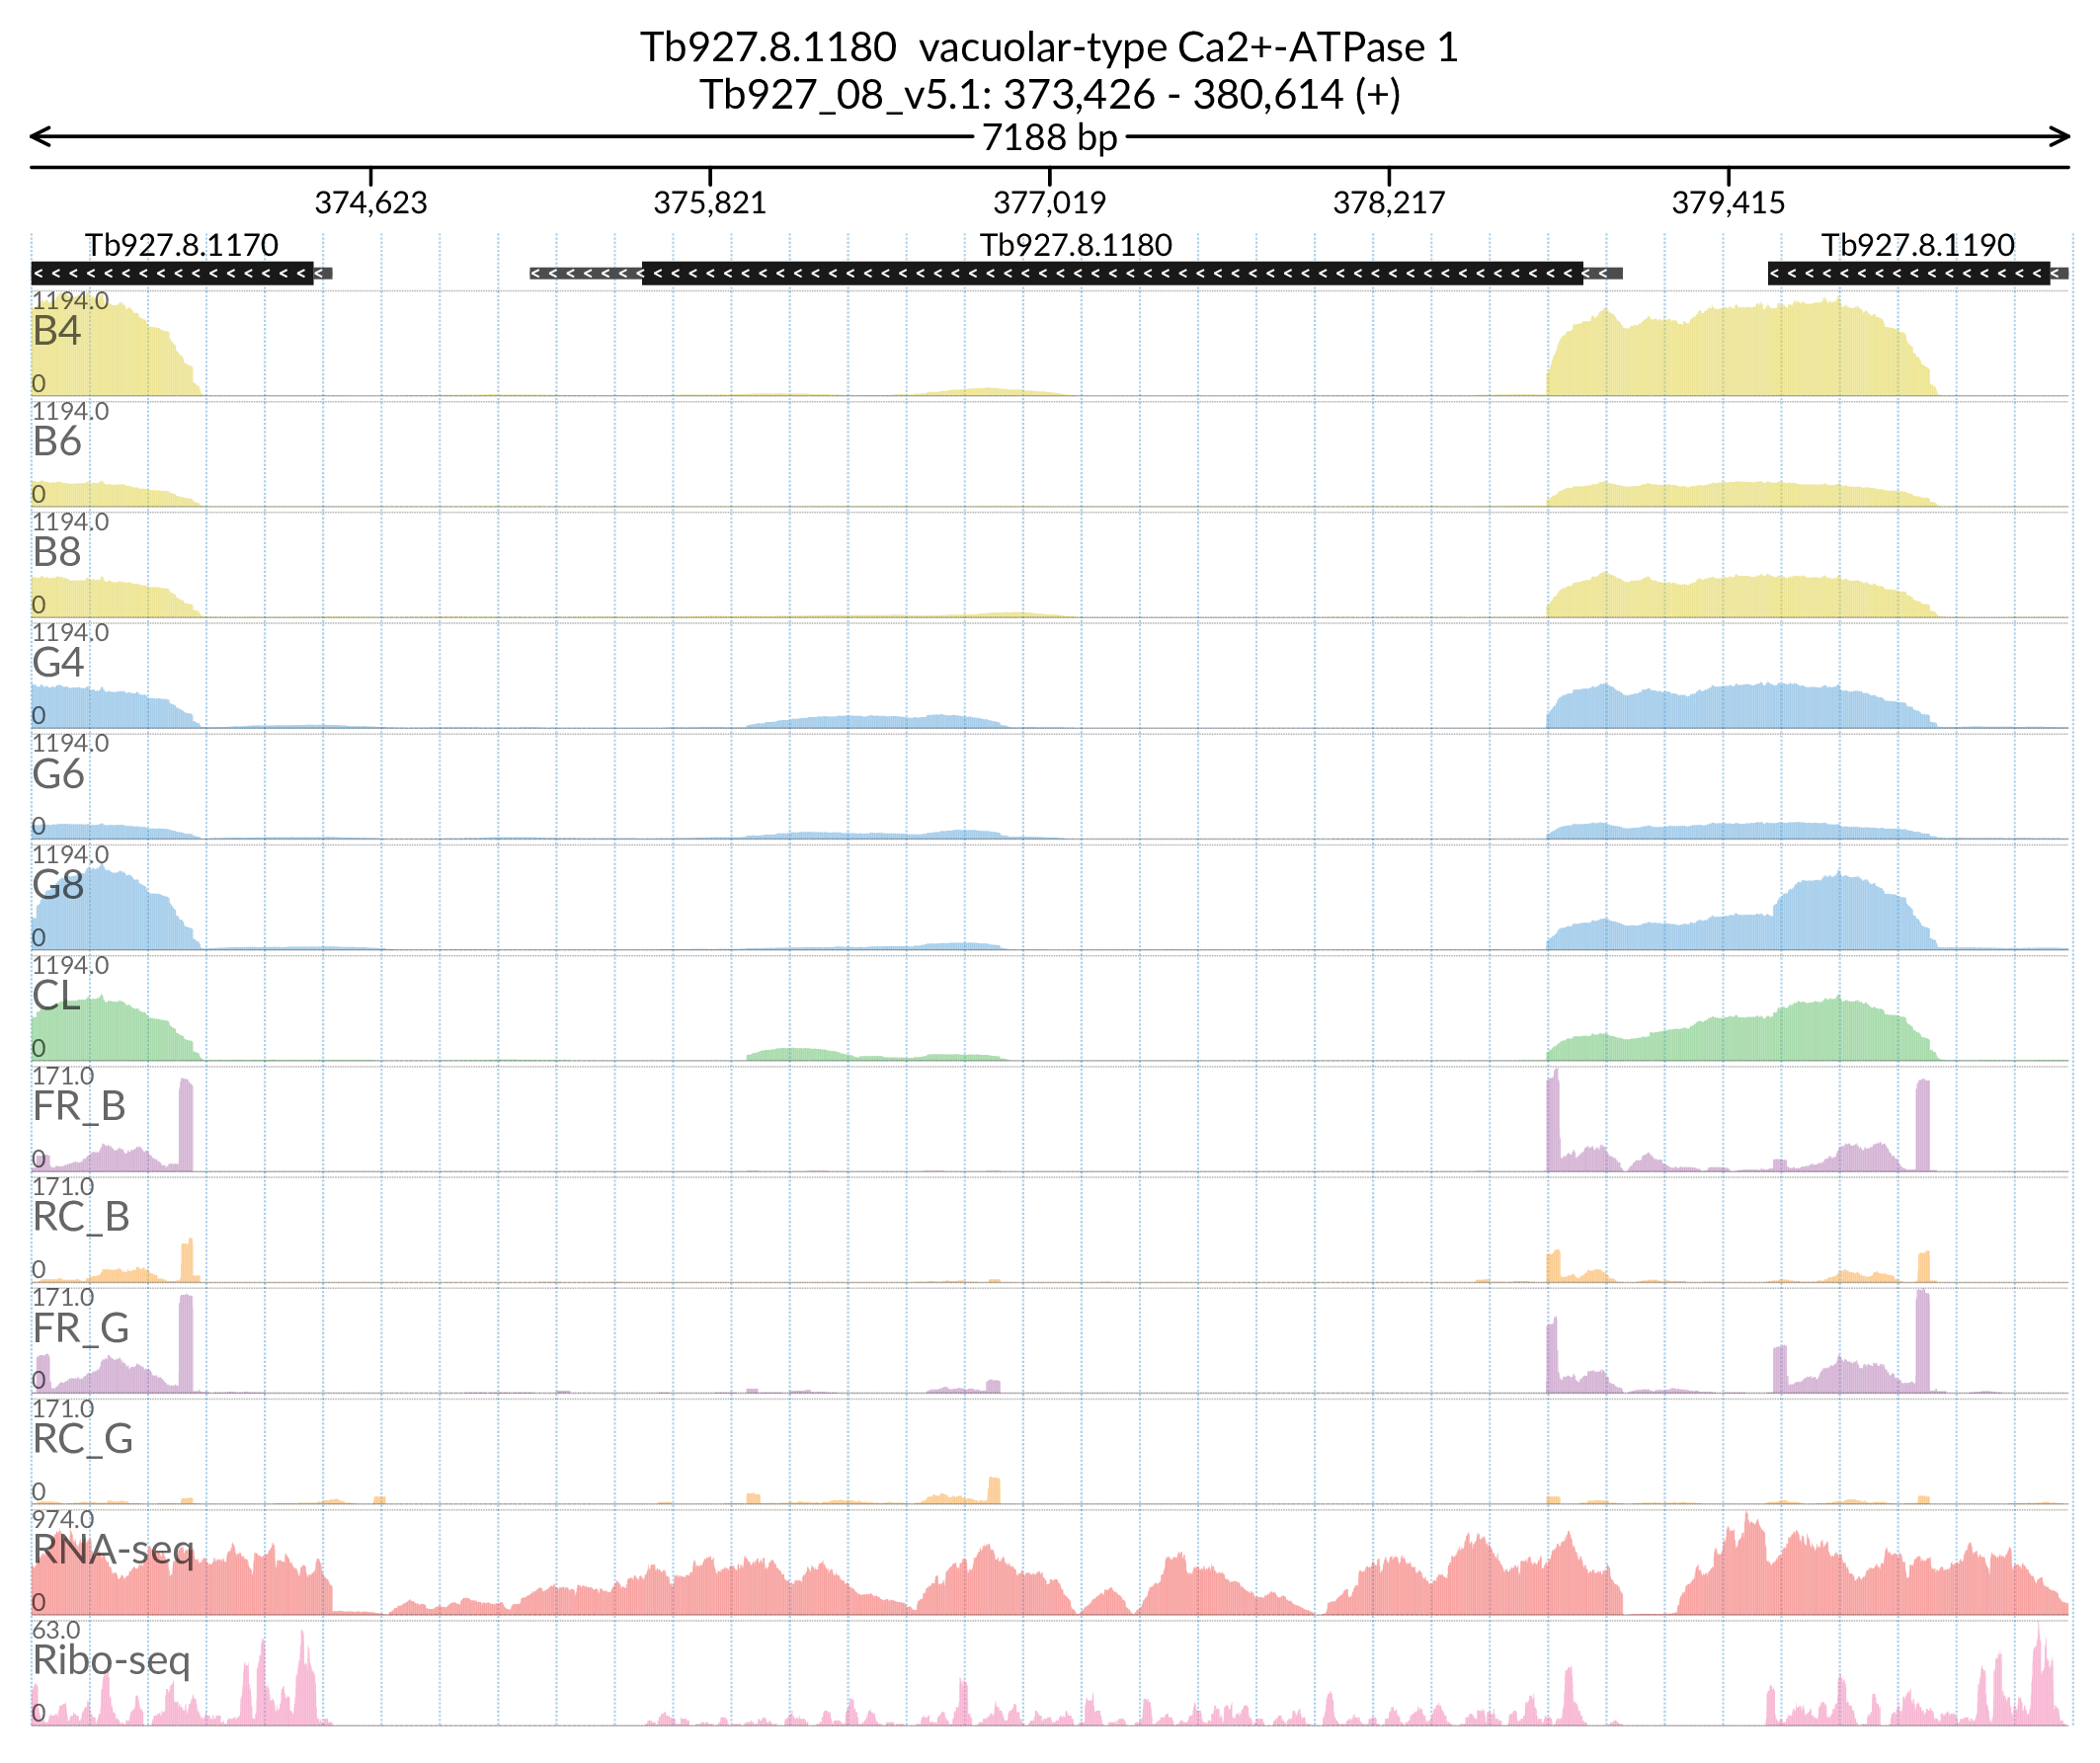 Tb927.8.1180 vacuolar-type Ca2+-ATPase 1
Tb927_08_v5.1: 373,426 - 380,614 (+)
7188 bp
374,623 375,821 377,019 378,217 379,415
Tb927.8.1170 Tb927.8.1180 Tb927.8.1190
1194.0
B4
0
1194.0
B6
0
1194.0
B8
0
1194.0
G4
0
1194.0
G6
0
1194.0
G8
0
1194.0
CL
0
171.0
FR_B
0
171.0
RC_B
0
171.0
FR_G
0
171.0
RC_G
0
974.0
RNA-seq
0
63.0
Ribo-seq
0